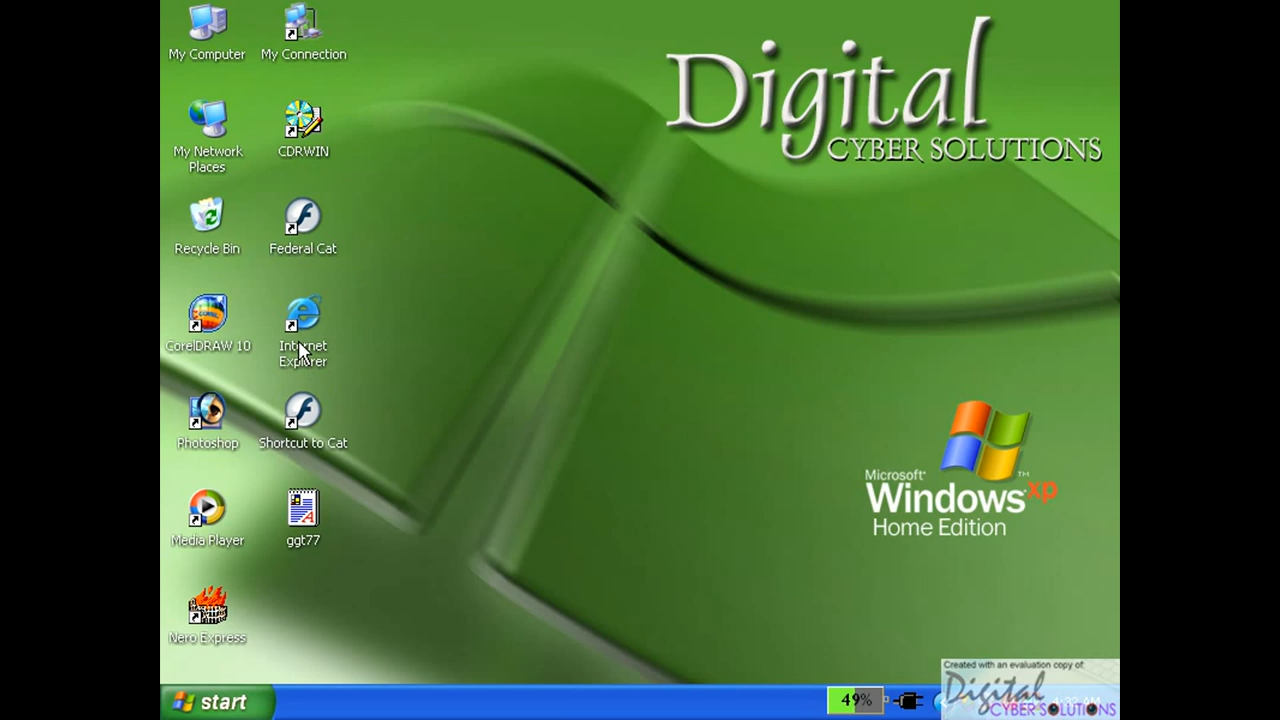 My Computer
My Connection
My Network
Places
CDRWIN
Recycle Bin
Federal Cat
CorelDRAW 10
Internet
Explorer
Photoshop
Shortcut to Cat
Media Player
ggt77
Nero Express
Digital
CYBER SOLUTIONS
Microsoft
Windows xp ™
Home Edition
start
49%
Created with an evaluation copy of:
Digital
CYBER SOLUTIONS